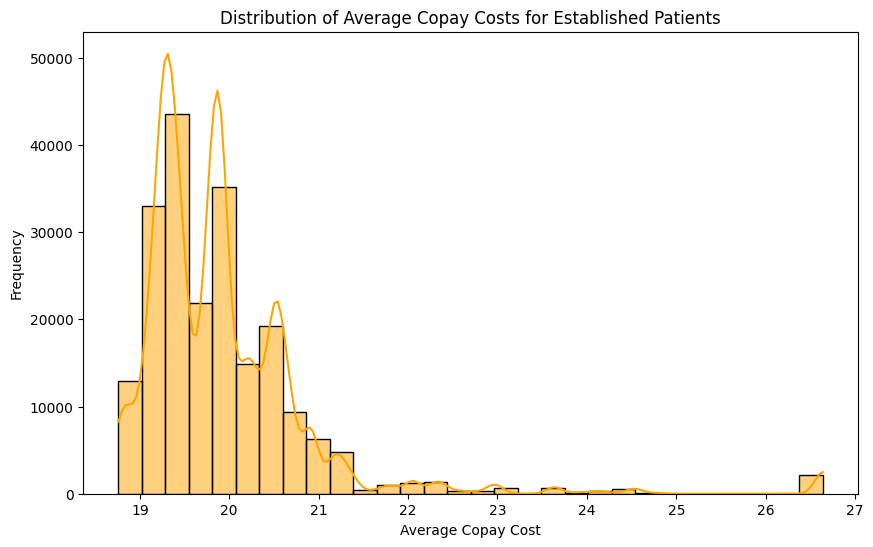 Distribution of Average Copay Costs for Established Patients
50000
40000
30000
20000
10000
0
Frequency
19 20 21 22 23 24 25 26 27
Average Copay Cost